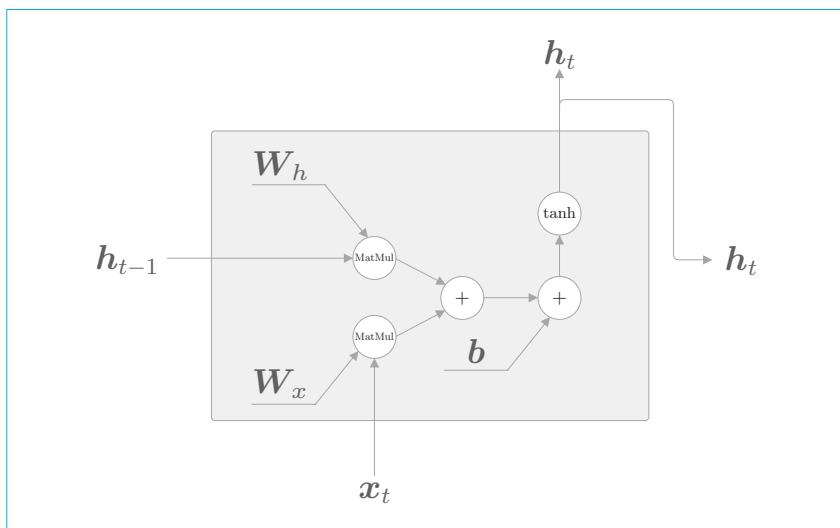 h_t
W_h
tanh
h_{t-1}
MatMul
h_t
+
+
MatMul
b
W_x
x_t